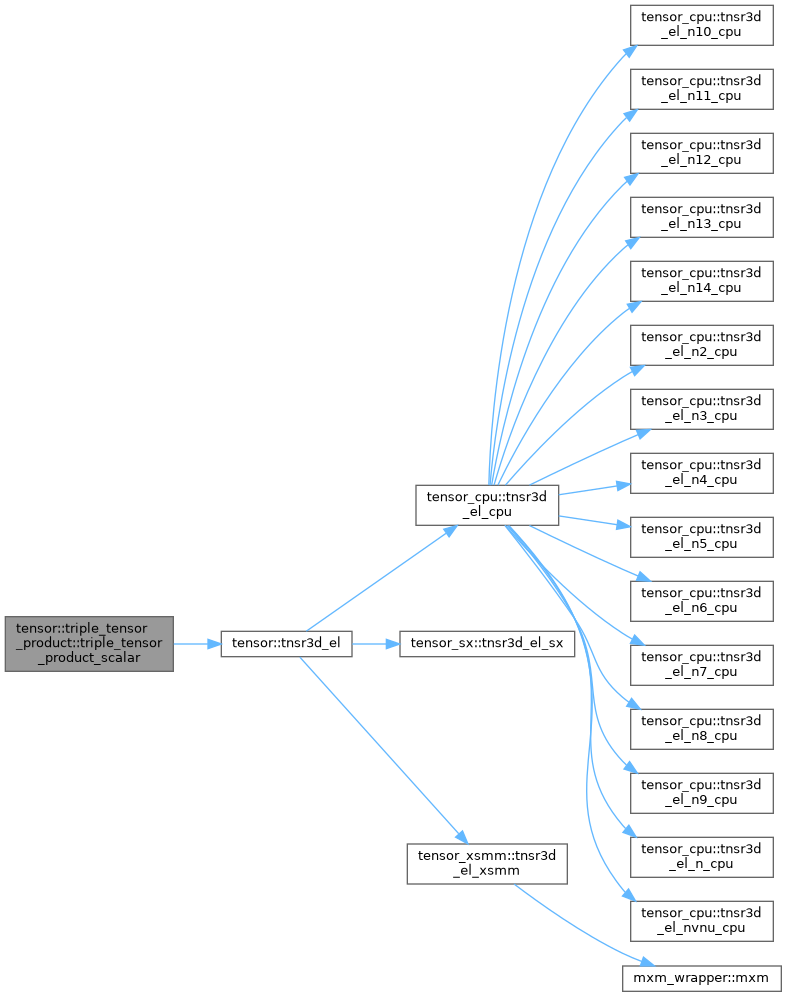 tensor::triple_tensor
_product::triple_tensor
_product_scalar
tensor::tnsr3d_el
tensor_cpu::tnsr3d
_el_cpu
tensor_sx::tnsr3d_el_sx
tensor_xsmm::tnsr3d
_el_xsmm
tensor_cpu::tnsr3d
_el_n10_cpu
tensor_cpu::tnsr3d
_el_n11_cpu
tensor_cpu::tnsr3d
_el_n12_cpu
tensor_cpu::tnsr3d
_el_n13_cpu
tensor_cpu::tnsr3d
_el_n14_cpu
tensor_cpu::tnsr3d
_el_n2_cpu
tensor_cpu::tnsr3d
_el_n3_cpu
tensor_cpu::tnsr3d
_el_n4_cpu
tensor_cpu::tnsr3d
_el_n5_cpu
tensor_cpu::tnsr3d
_el_n6_cpu
tensor_cpu::tnsr3d
_el_n7_cpu
tensor_cpu::tnsr3d
_el_n8_cpu
tensor_cpu::tnsr3d
_el_n9_cpu
tensor_cpu::tnsr3d
_el_n_cpu
tensor_cpu::tnsr3d
_el_nvnu_cpu
mxm_wrapper::mxm